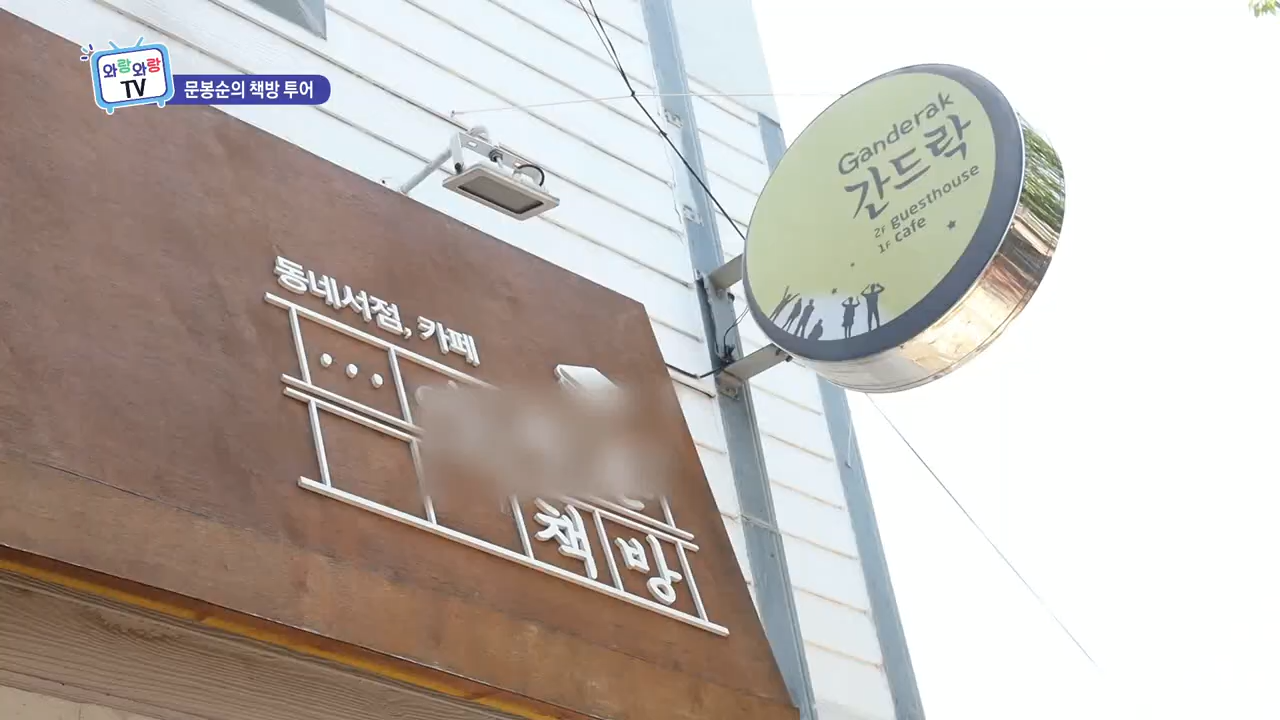 와랑와랑
TV
문봉순의 책방 투어
Ganderak
간드락
2F guesthouse
1F cafe
동네서점, 카페
책방